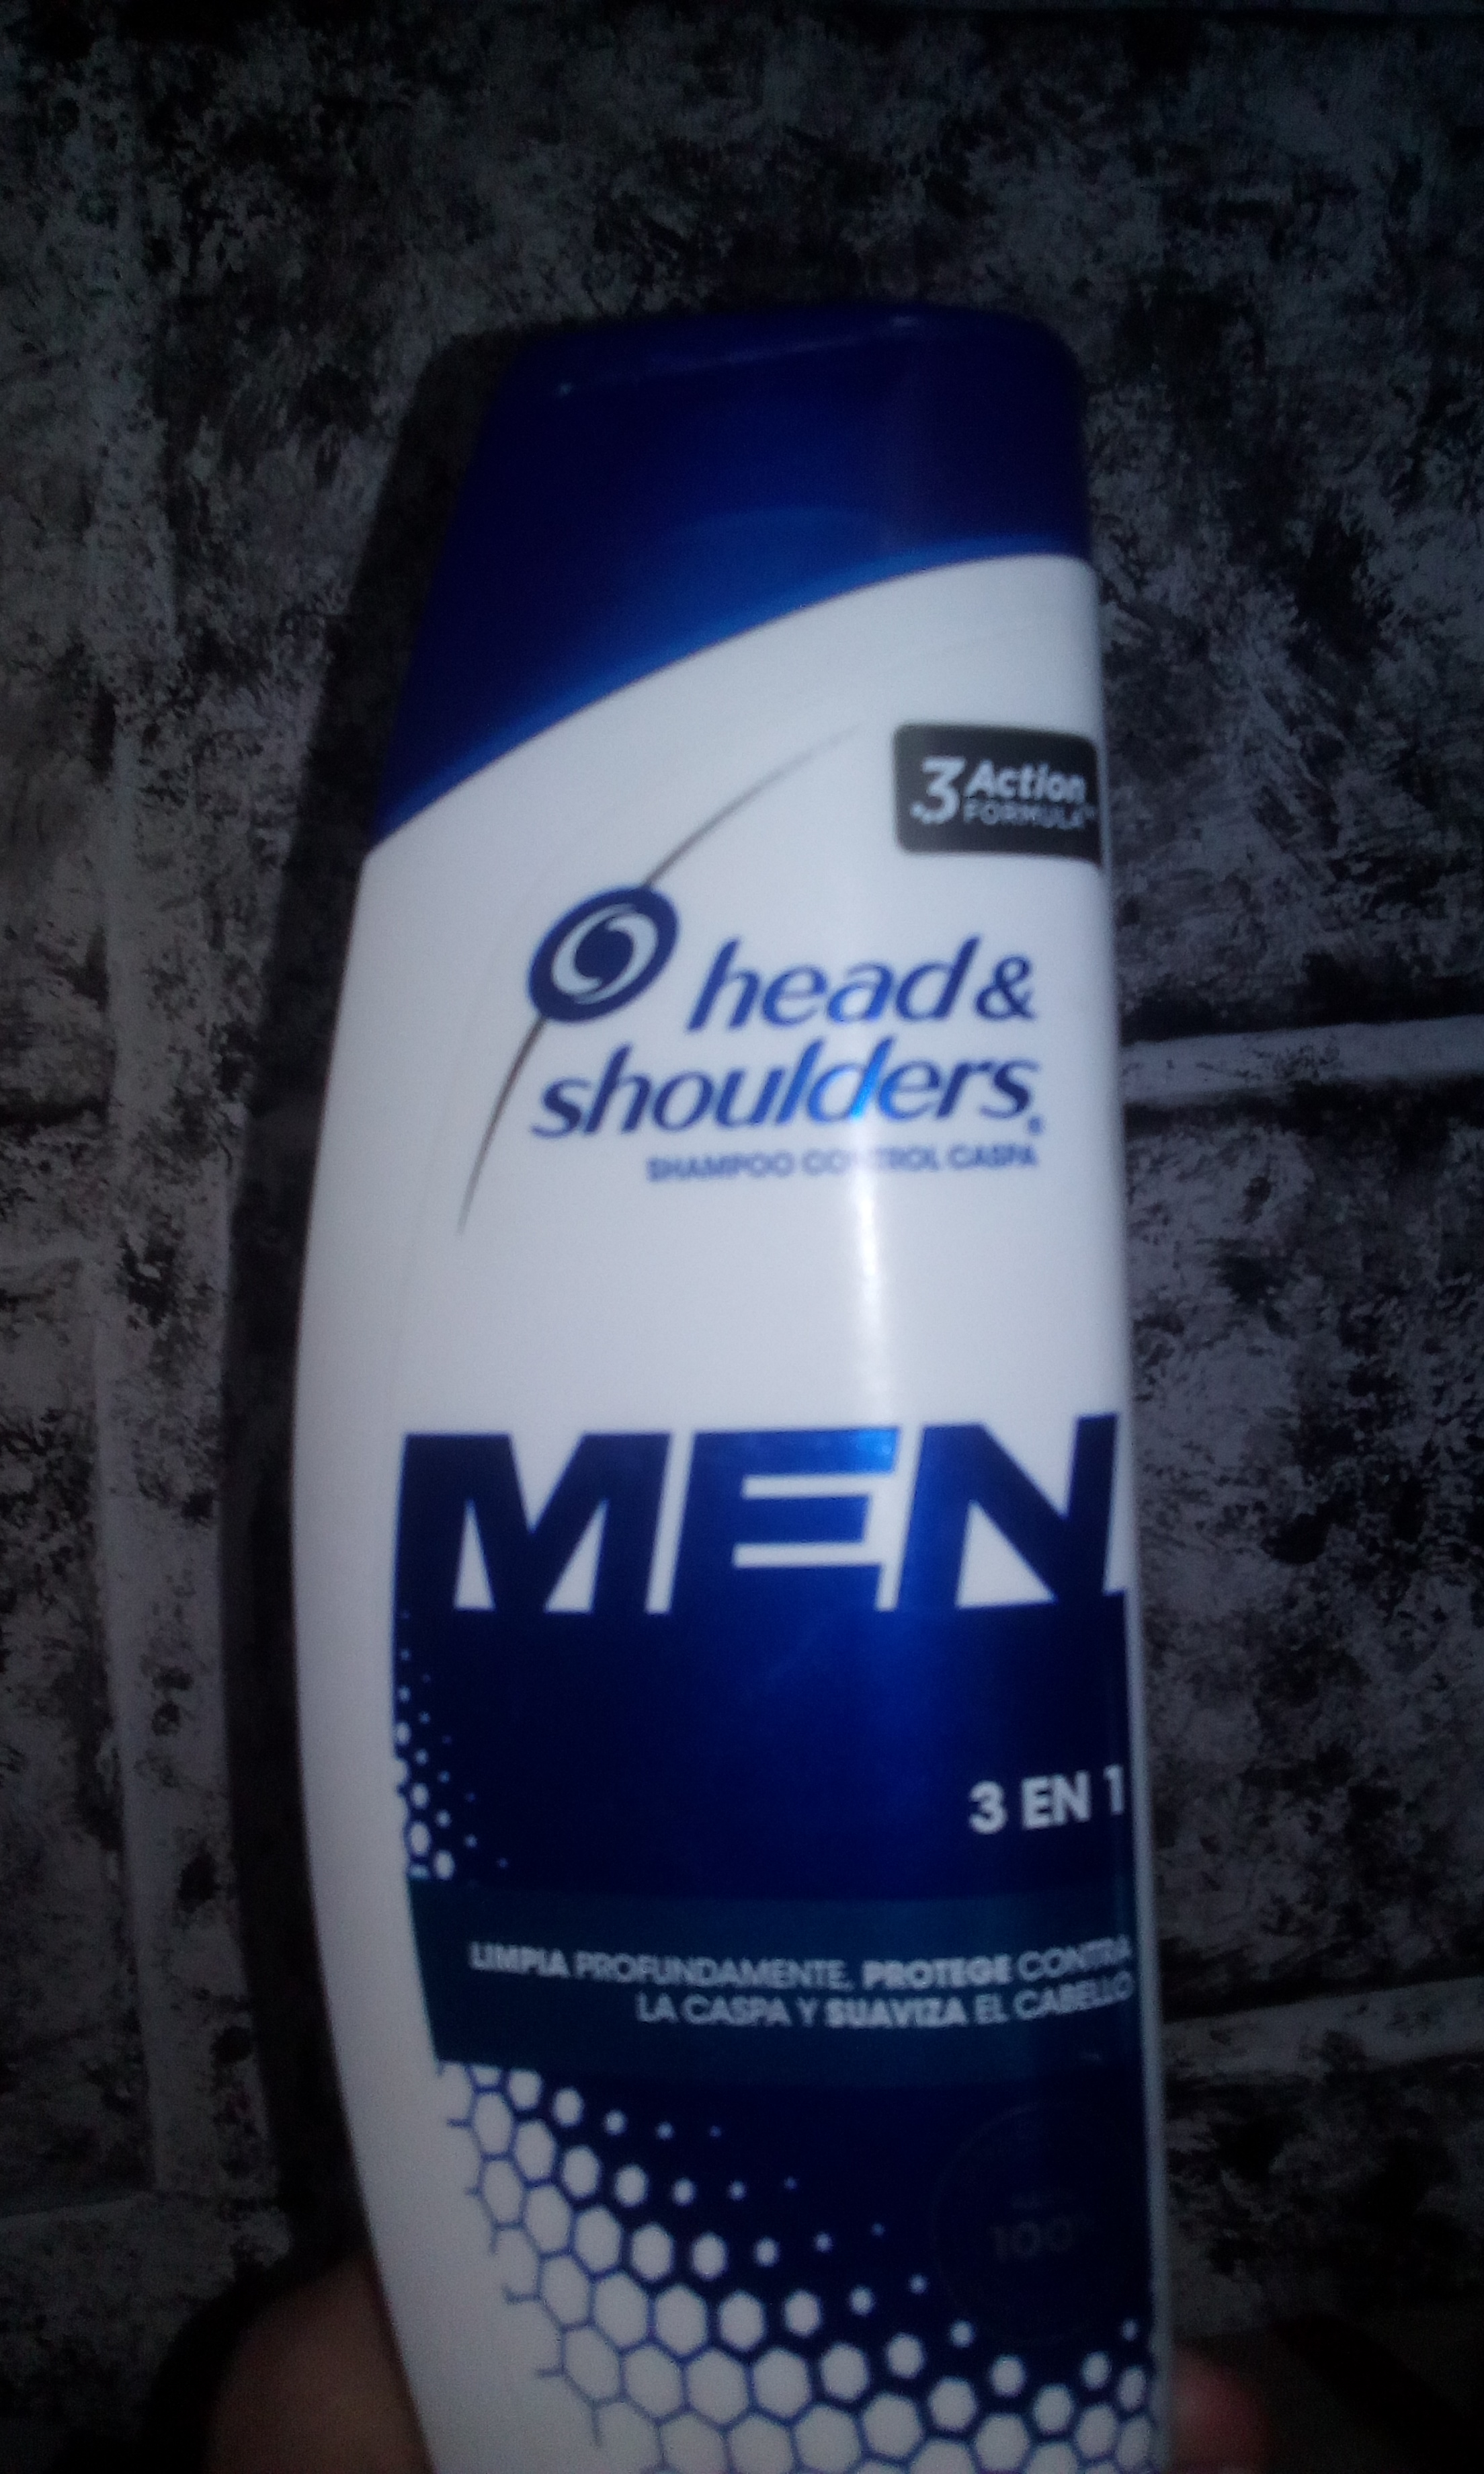 3 Action
FORMULA
head &
shoulders®
SHAMPOO CONTROL CASPA
MEN
3 EN 1
LIMPIA PROFUNDAMENTE, PROTEGE CONTRA
LA CASPA Y SUAVIZA EL CABELLO
100